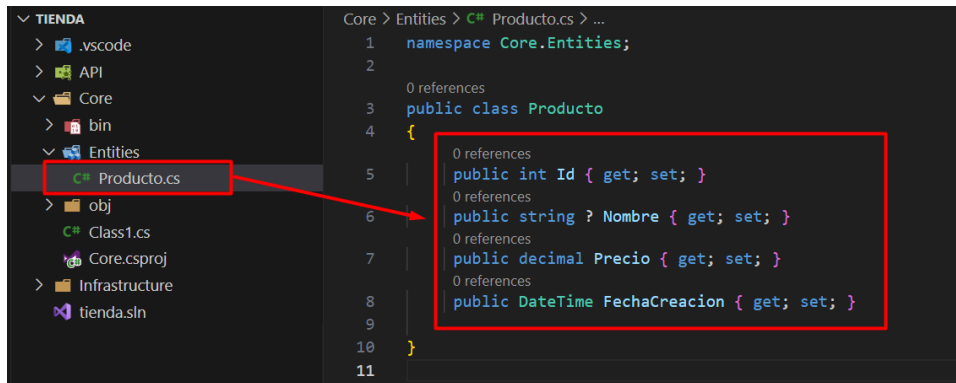 TIENDA
.vscode
API
Core
bin
Entities
C# Producto.cs
obj
C# Class1.cs
Core.csproj
Infrastructure
tienda.sln
Core > Entities > C# Producto.cs > ...
1 namespace Core.Entities;
2
0 references
3 public class Producto
4 {
0 references
5 public int Id { get; set; }
0 references
6 public string ? Nombre { get; set; }
0 references
7 public decimal Precio { get; set; }
0 references
8 public DateTime FechaCreacion { get; set; }
9
10 }
11